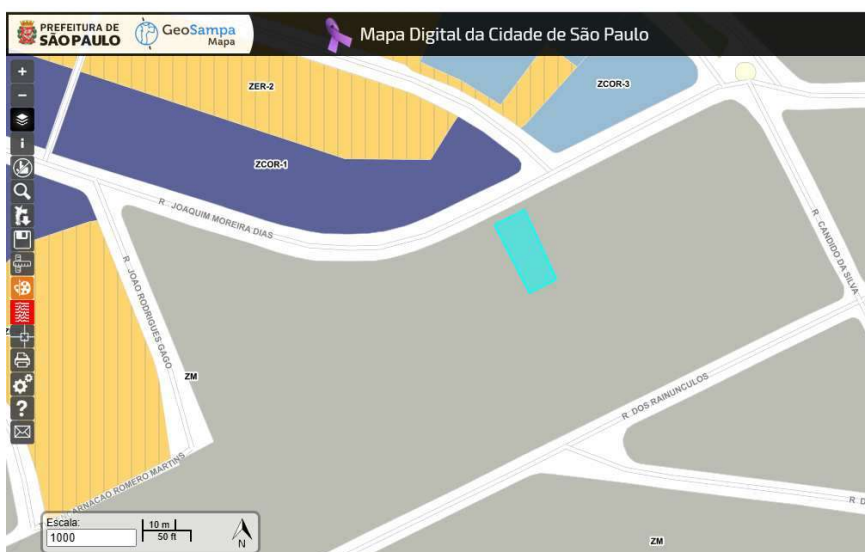 PREFEITURA DE
SÃO PAULO
GeoSampa
Mapa
Mapa Digital da Cidade de São Paulo
ZER-2
ZCOR-3
ZCOR-1
R JOAQUIM MOREIRA DIAS
R CANDIDO DA SILVA
R JOAO RODRIGUES GAGO
ZM
R DOS RAINUNCULOS
ARNACAO ROMERO MARTINS
R D
Escala:
1000
10 m
50 ft
N
ZM